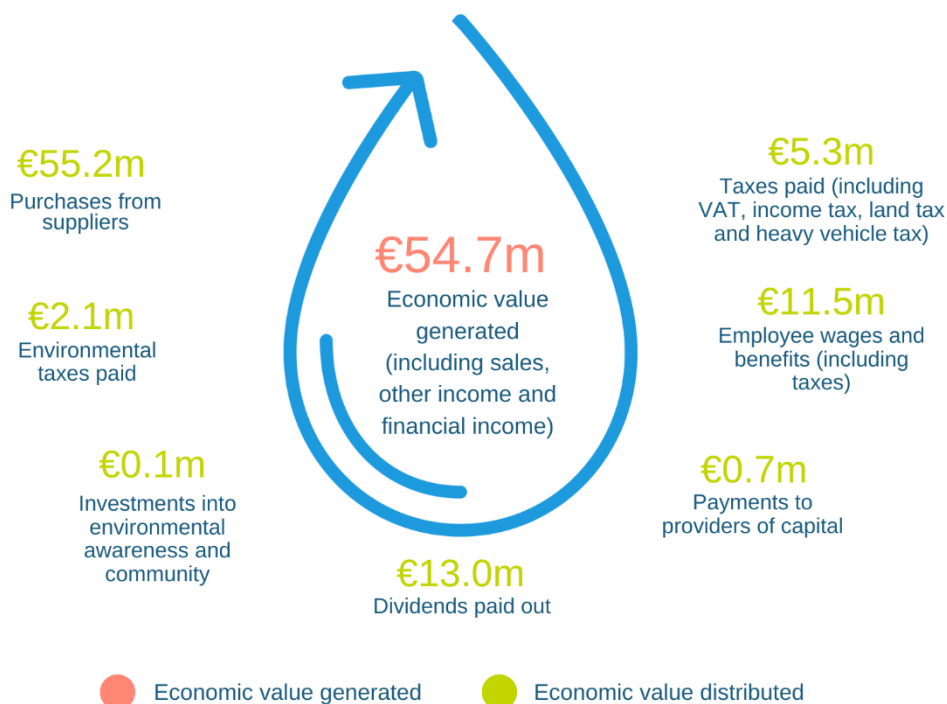 €55.2m
Purchases from
suppliers
€2.1m
Environmental
taxes paid
€0.1m
Investments into
environmental
awareness and
community
€54.7m
Economic value
generated
(including sales,
other income and
financial income)
€13.0m
Dividends paid out
€5.3m
Taxes paid (including
VAT, income tax, land tax
and heavy vehicle tax)
€11.5m
Employee wages and
benefits (including
taxes)
€0.7m
Payments to
providers of capital
Economic value generated
Economic value distributed